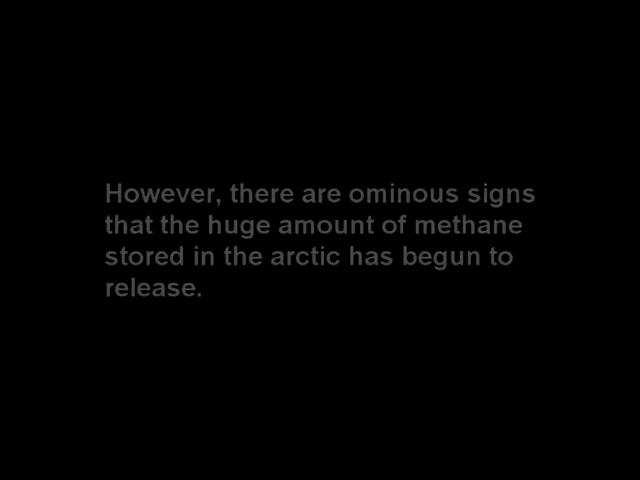 However, there are ominous signs
that the huge amount of methane
stored in the arctic has begun to
release.